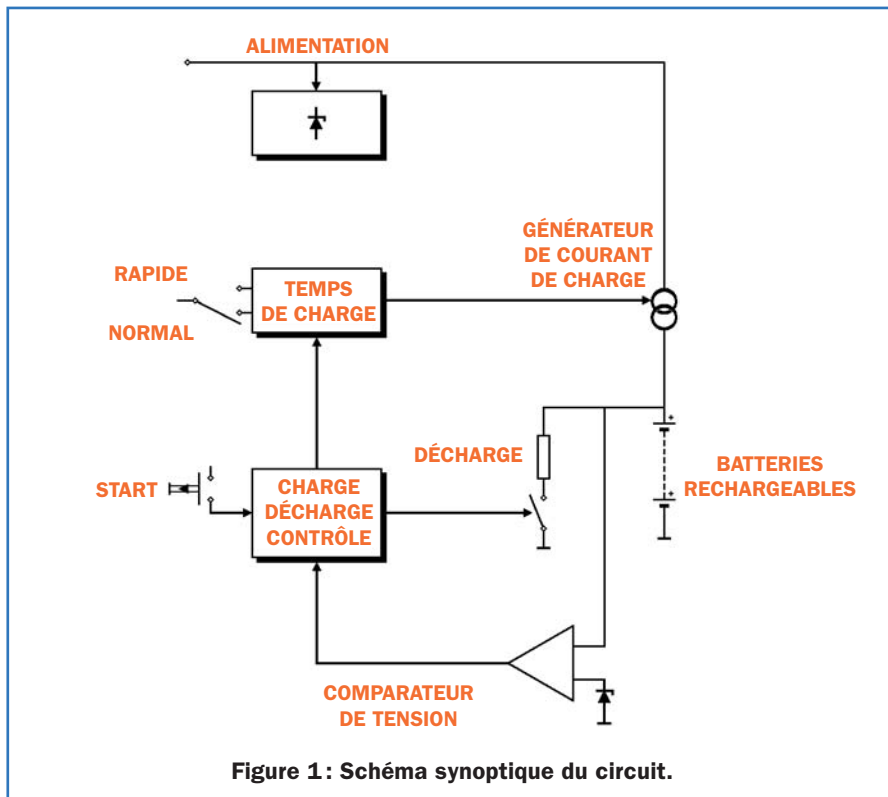 ALIMENTATION
GÉNÉRATEUR
DE COURANT
DE CHARGE
RAPIDE
TEMPS
DE CHARGE
NORMAL
DÉCHARGE
BATTERIES
RECHARGEABLES
START
CHARGE
DÉCHARGE
CONTRÔLE
COMPARATEUR
DE TENSION
Figure 1: Schéma synoptique du circuit.